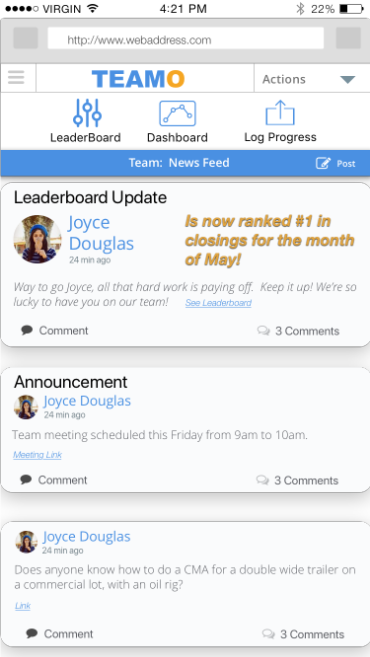 VIRGIN 4:21 PM 22%
http://www.webaddress.com
TEAMO Actions
LeaderBoard Dashboard Log Progress
Team: News Feed Post
Leaderboard Update
Joyce
Douglas
24 min ago
Is now ranked #1 in
closings for the month
of May!
Way to go Joyce, all that hard work is paying off. Keep it up! We're so
lucky to have you on our team! See Leaderboard
Comment 3 Comments
Announcement
Joyce Douglas
24 min ago
Team meeting scheduled this Friday from 9am to 10am.
Meeting Link
Comment 3 Comments
Joyce Douglas
24 min ago
Does anyone know how to do a CMA for a double wide trailer on
a commercial lot, with an oil rig?
Link
Comment 3 Comments